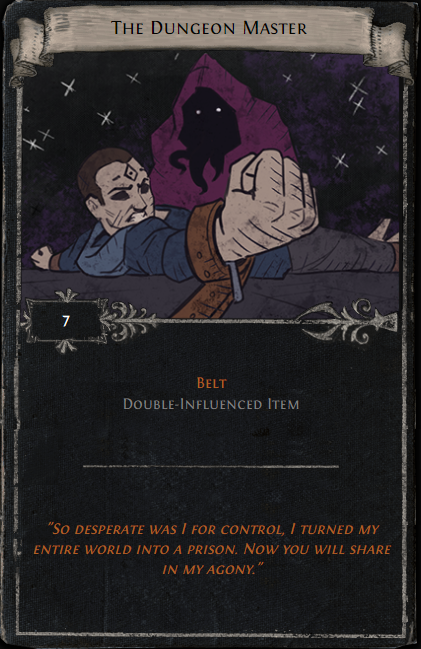 The Dungeon Master
7
Belt
Double-Influenced Item
"So desperate was I for control, I turned my
entire world into a prison. Now you will share
in my agony."